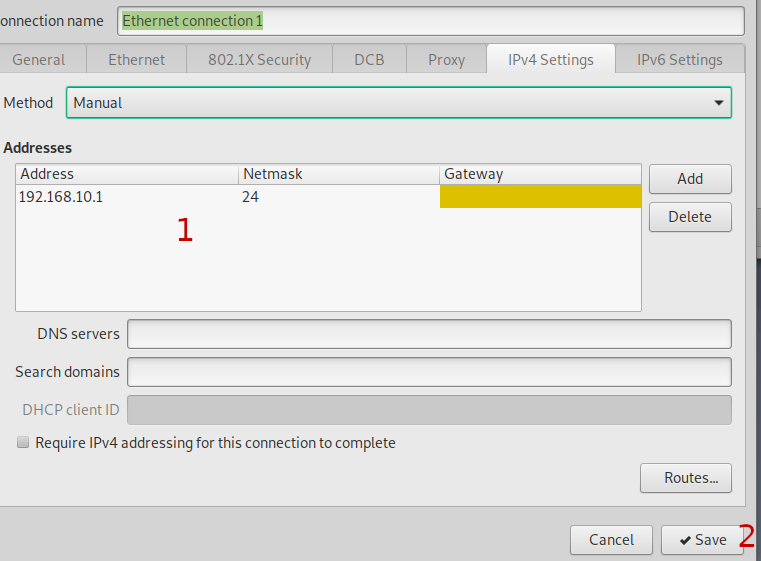 onnection name Ethernet connection 1
General Ethernet 802.1X Security DCB Proxy IPv4 Settings IPv6 Settings
Method Manual
Addresses
Address Netmask Gateway
192.168.10.1 24
Add
Delete
1
DNS servers
Search domains
DHCP client ID
Require IPv4 addressing for this connection to complete
Routes...
Cancel Save 2